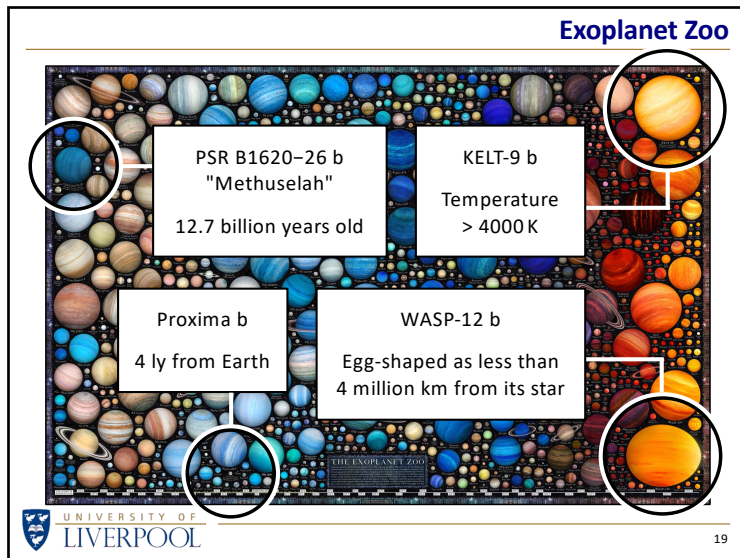 Exoplanet Zoo
PSR B1620−26 b
"Methuselah"
12.7 billion years old
KELT-9 b
Temperature
> 4000 K
Proxima b
4 ly from Earth
WASP-12 b
Egg-shaped as less than
4 million km from its star
THE EXOPLANET ZOO
UNIVERSITY OF
LIVERPOOL
19